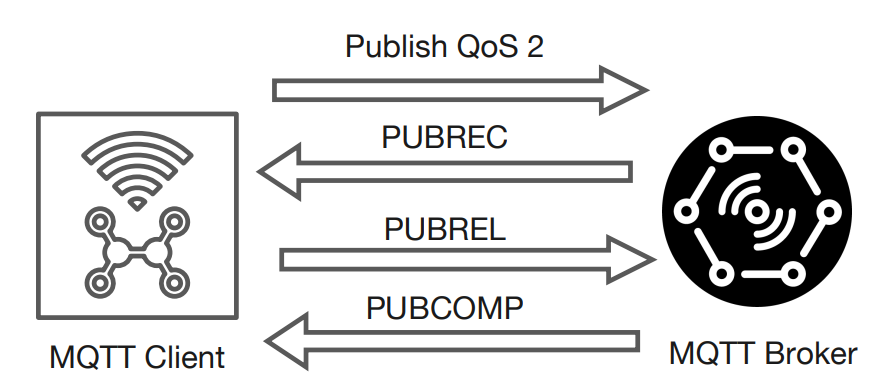 Publish QoS 2
PUBREC
PUBREL
PUBCOMP
MQTT Client
MQTT Broker